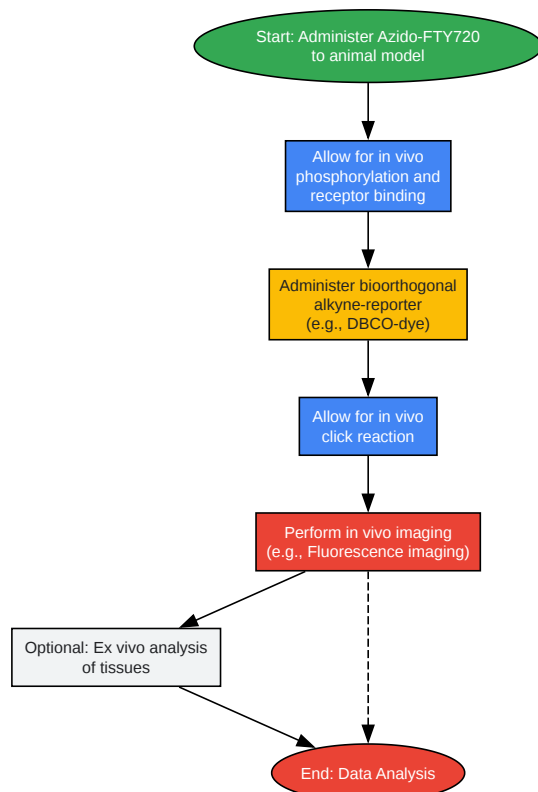 Start: Administer Azido-FTY720
to animal model
Allow for in vivo
phosphorylation and
receptor binding
Administer bioorthogonal
alkyne-reporter
(e.g., DBCO-dye)
Allow for in vivo
click reaction
Perform in vivo imaging
(e.g., Fluorescence imaging)
Optional: Ex vivo analysis
of tissues
End: Data Analysis